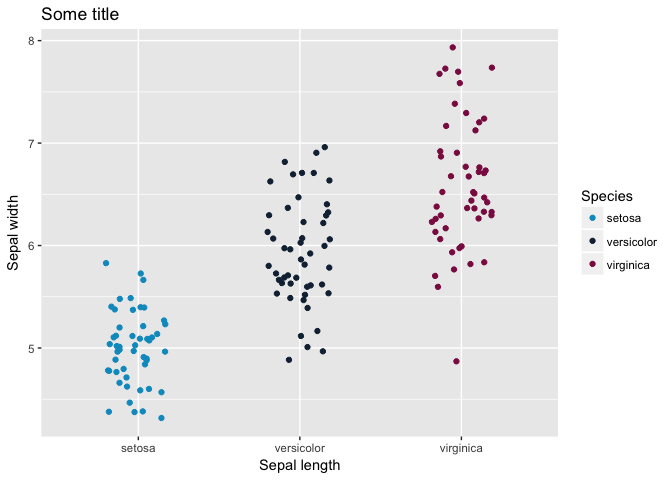 Some title
8
7
6
5
Sepal width
setosa
versicolor
virginica
Sepal length
Species
setosa
versicolor
virginica